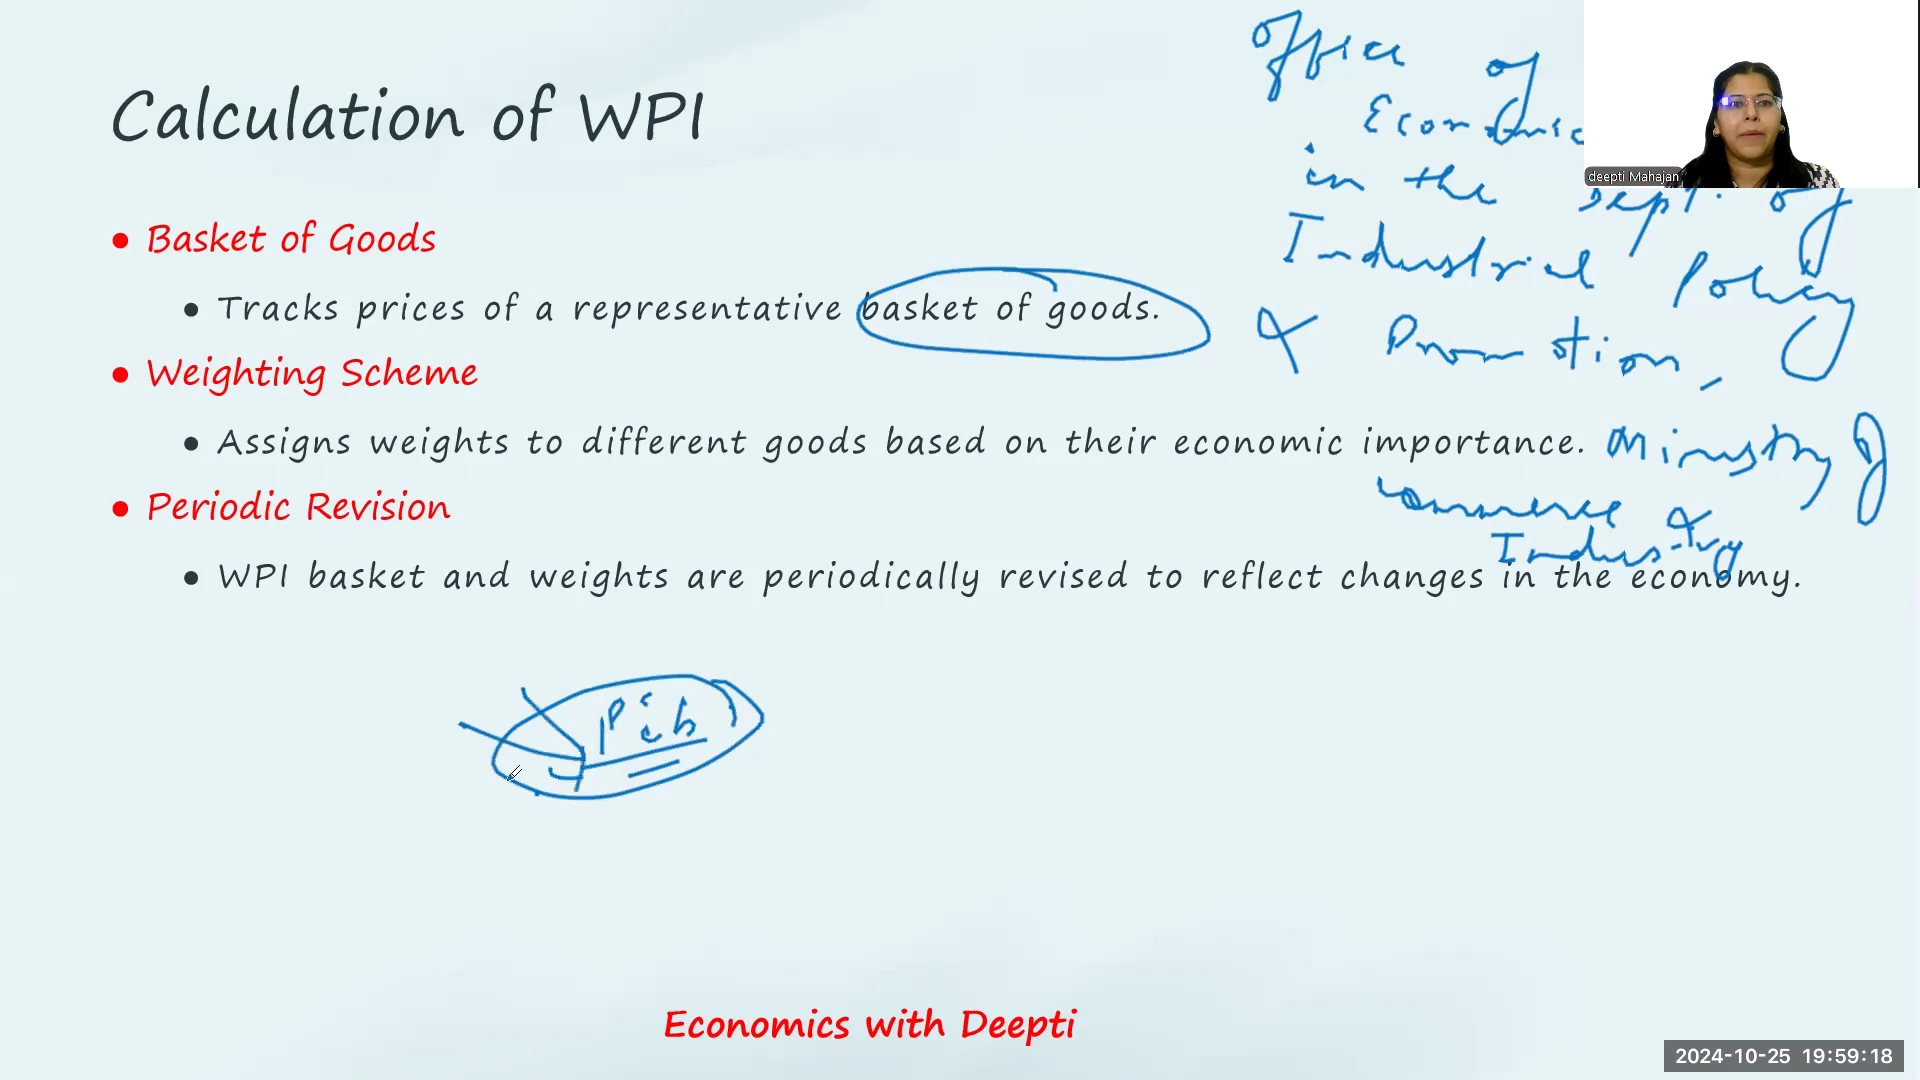 Calculation of WPI
• Basket of Goods
• Tracks prices of a representative basket of goods.
• Weighting Scheme
• Assigns weights to different goods based on their economic importance.
• Periodic Revision
• WPI basket and weights are periodically revised to reflect changes in the economy.
Office of
Economic
in the Dept. of
Industrial Policy
& Promotion,
Ministry of
Commerce &
Industry
Pib
deepti Mahajan
Economics with Deepti
2024-10-25 19:59:18